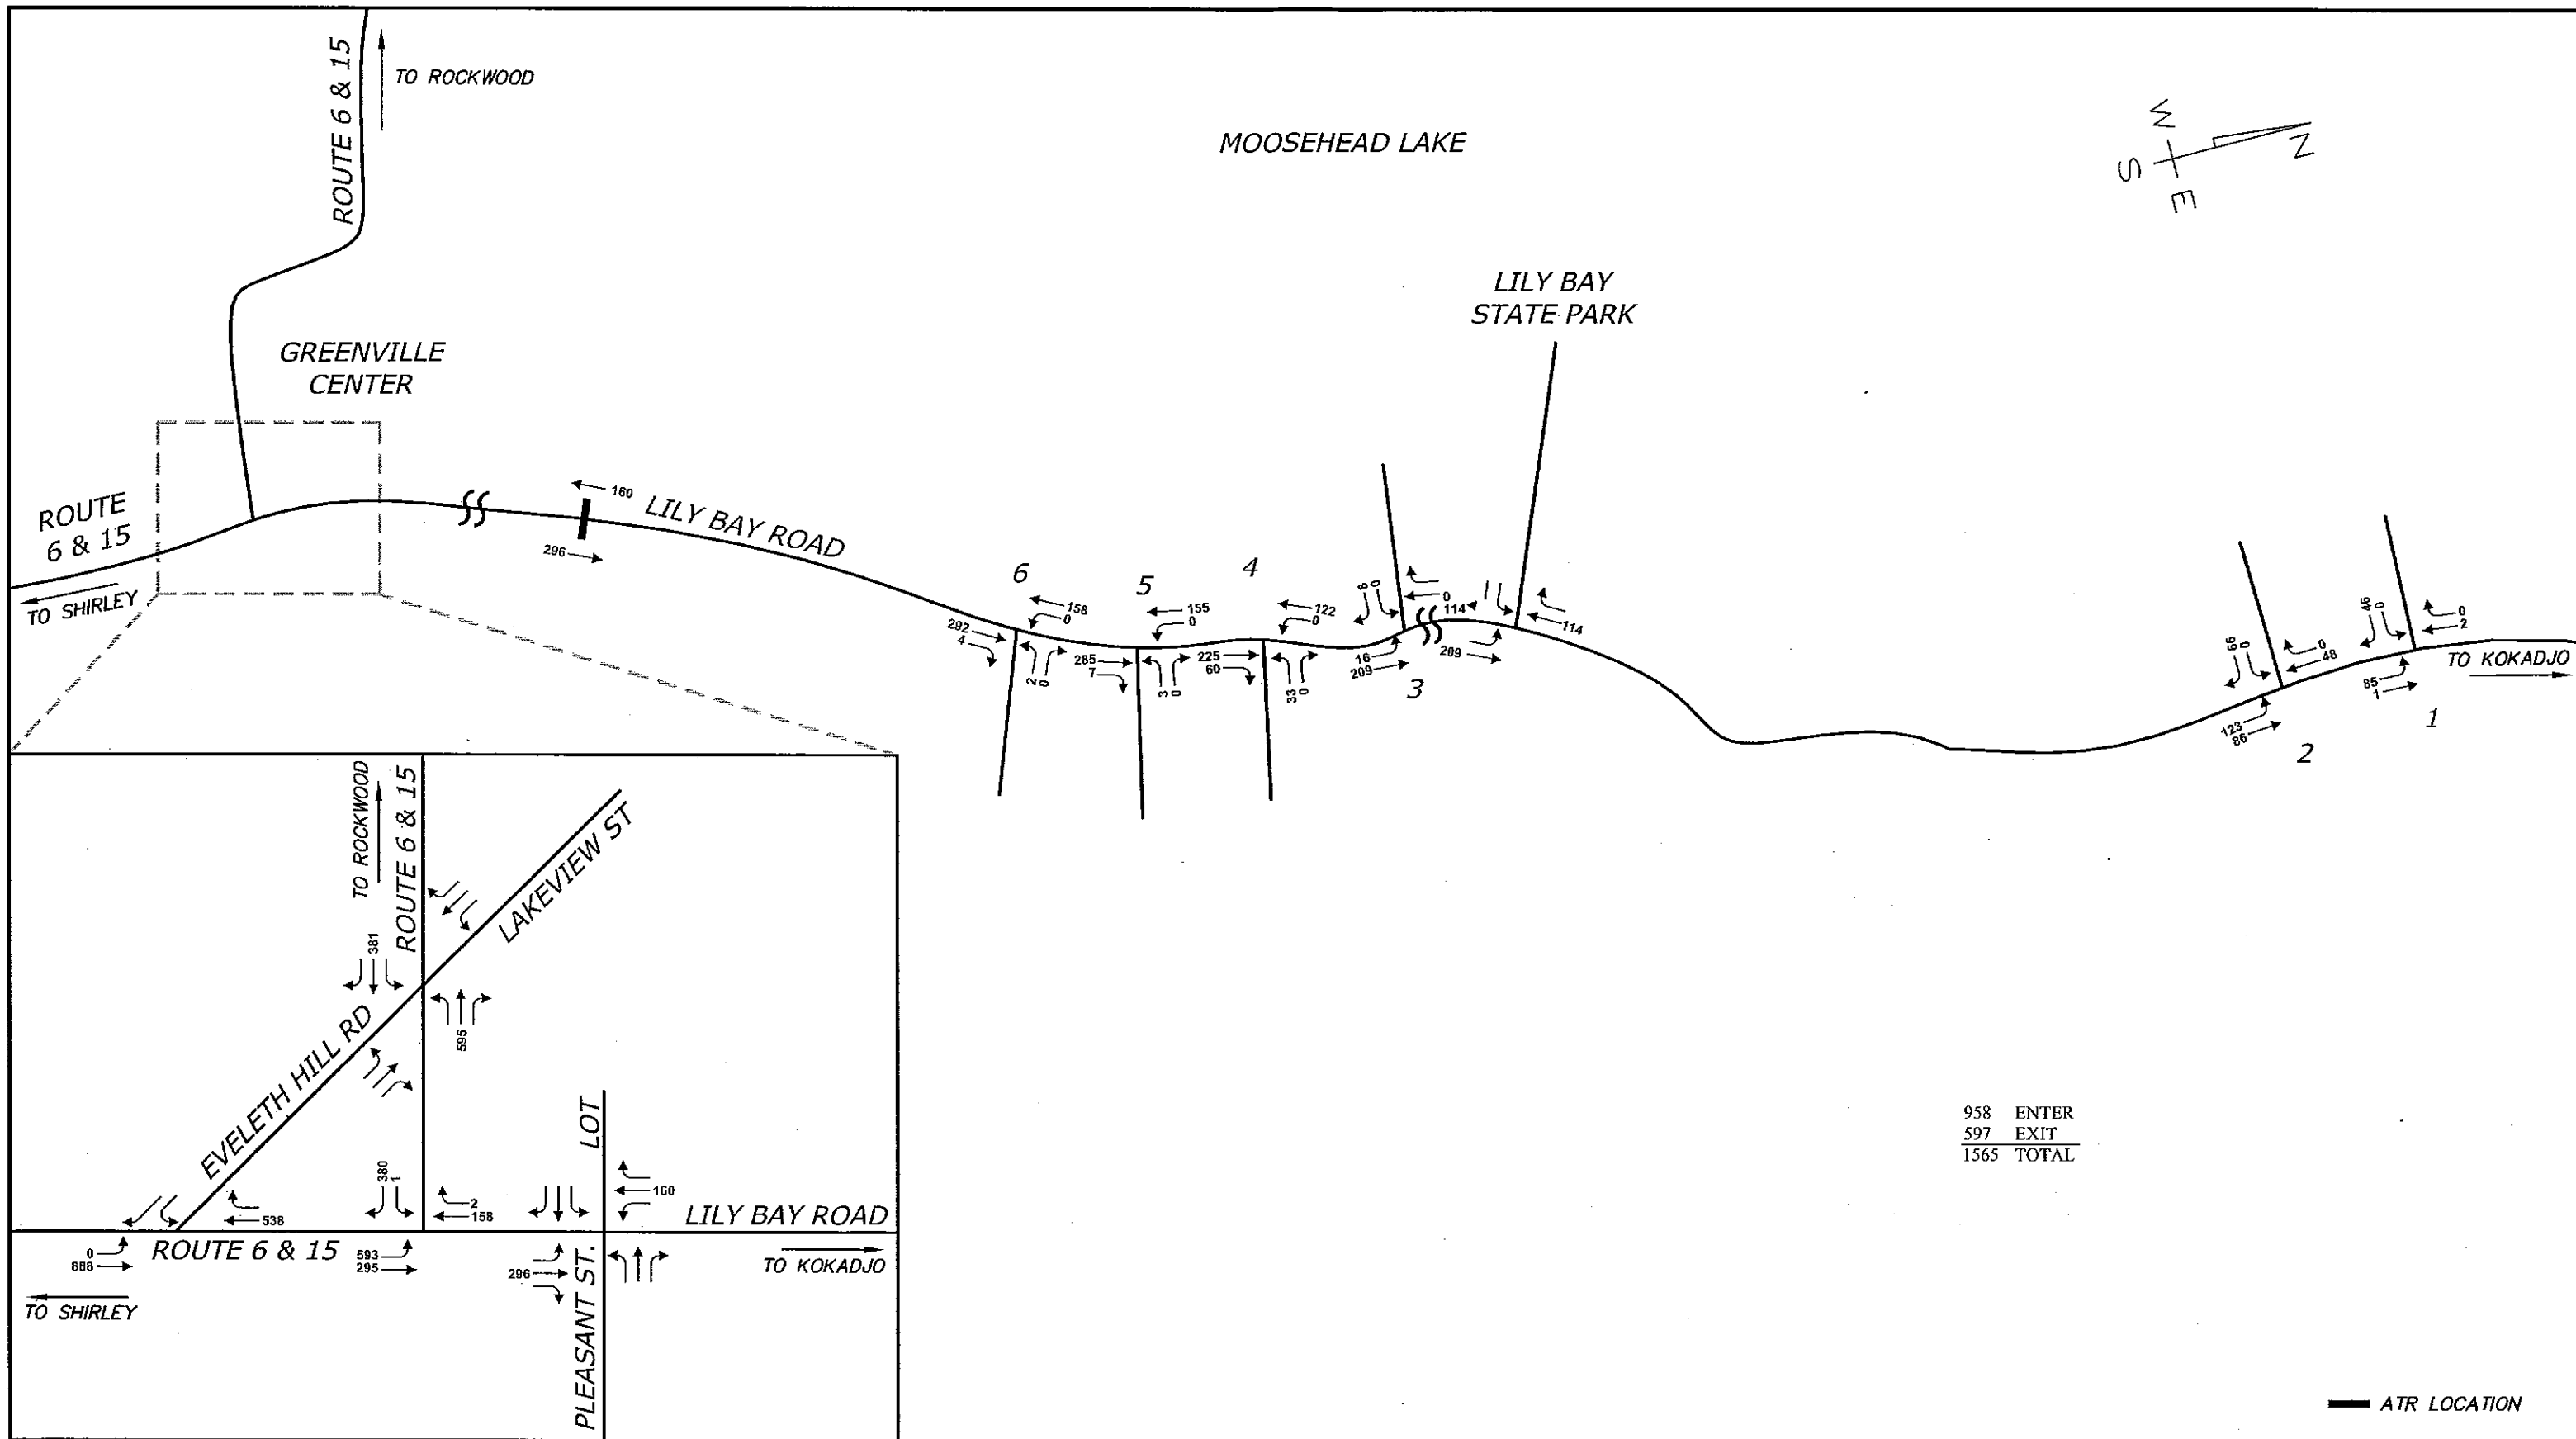 ROUTE 6 & 15
TO ROCKWOOD
MOOSEHEAD LAKE
W
N
S
E
LILY BAY
STATE PARK
GREENVILLE
CENTER
ROUTE
6 & 15
TO SHIRLEY
160
296
LILY BAY ROAD
6
158
0
292
4
2
0
5
155
0
285
7
3
0
4
122
0
225
60
33
0
8
0
0
16
209
3
114
209
114
66
0
0
48
123
86
2
46
0
0
2
85
1
1
TO KOKADJO
TO ROCKWOOD
ROUTE 6 & 15
LAKEVIEW ST
381
595
EVELETH HILL RD
380
1
2
158
538
0
888
ROUTE 6 & 15
593
295
TO SHIRLEY
LOT
160
LILY BAY ROAD
296
PLEASANT ST.
TO KOKADJO
958 ENTER
597 EXIT
1565 TOTAL
ATR LOCATION